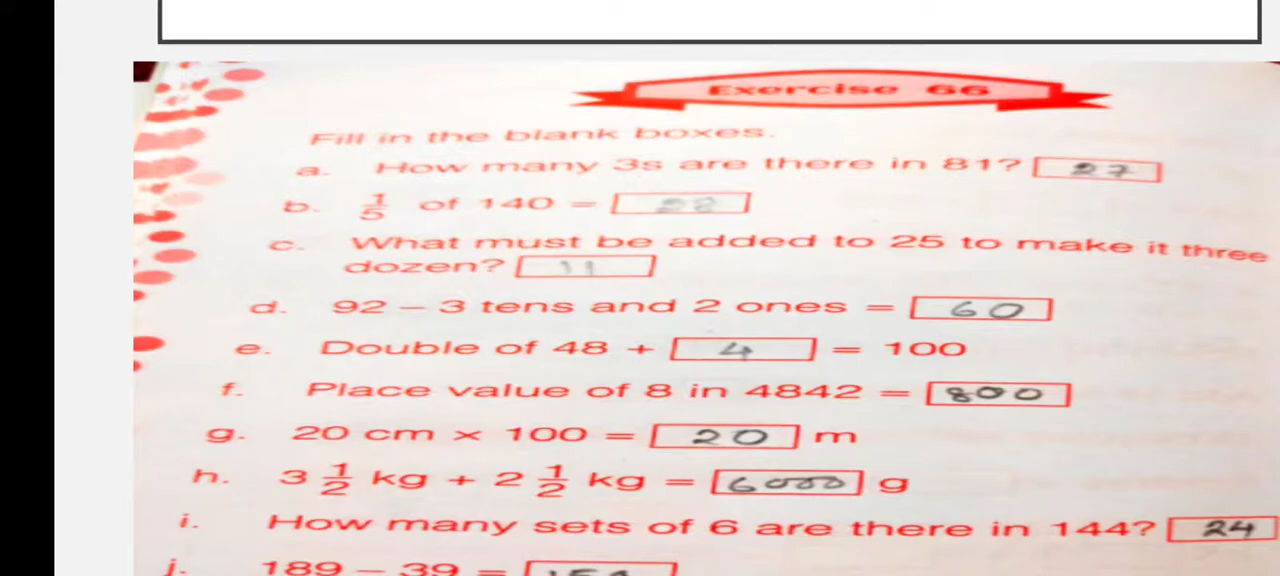 Exercise 66
Fill in the blank boxes.
a. How many 3s are there in 81? 27
b. 1/5 of 140 = 28
c. What must be added to 25 to make it three
dozen? 11
d. 92 – 3 tens and 2 ones = 60
e. Double of 48 + 4 = 100
f. Place value of 8 in 4842 = 800
g. 20 cm × 100 = 20 m
h. 3 1/2 kg + 2 1/2 kg = 6000 g
i. How many sets of 6 are there in 144? 24
j. 189 – 39 =